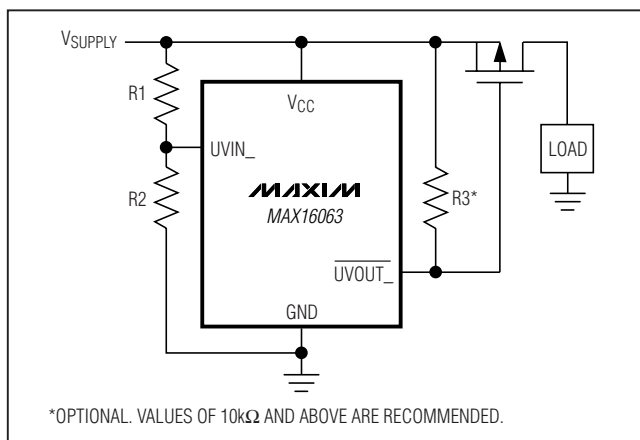 VSUPPLY
R1
VCC
UVIN_
LOAD
R2
MAXIM
MAX16063
R3*
UVOUT_
GND
*OPTIONAL. VALUES OF 10kΩ AND ABOVE ARE RECOMMENDED.